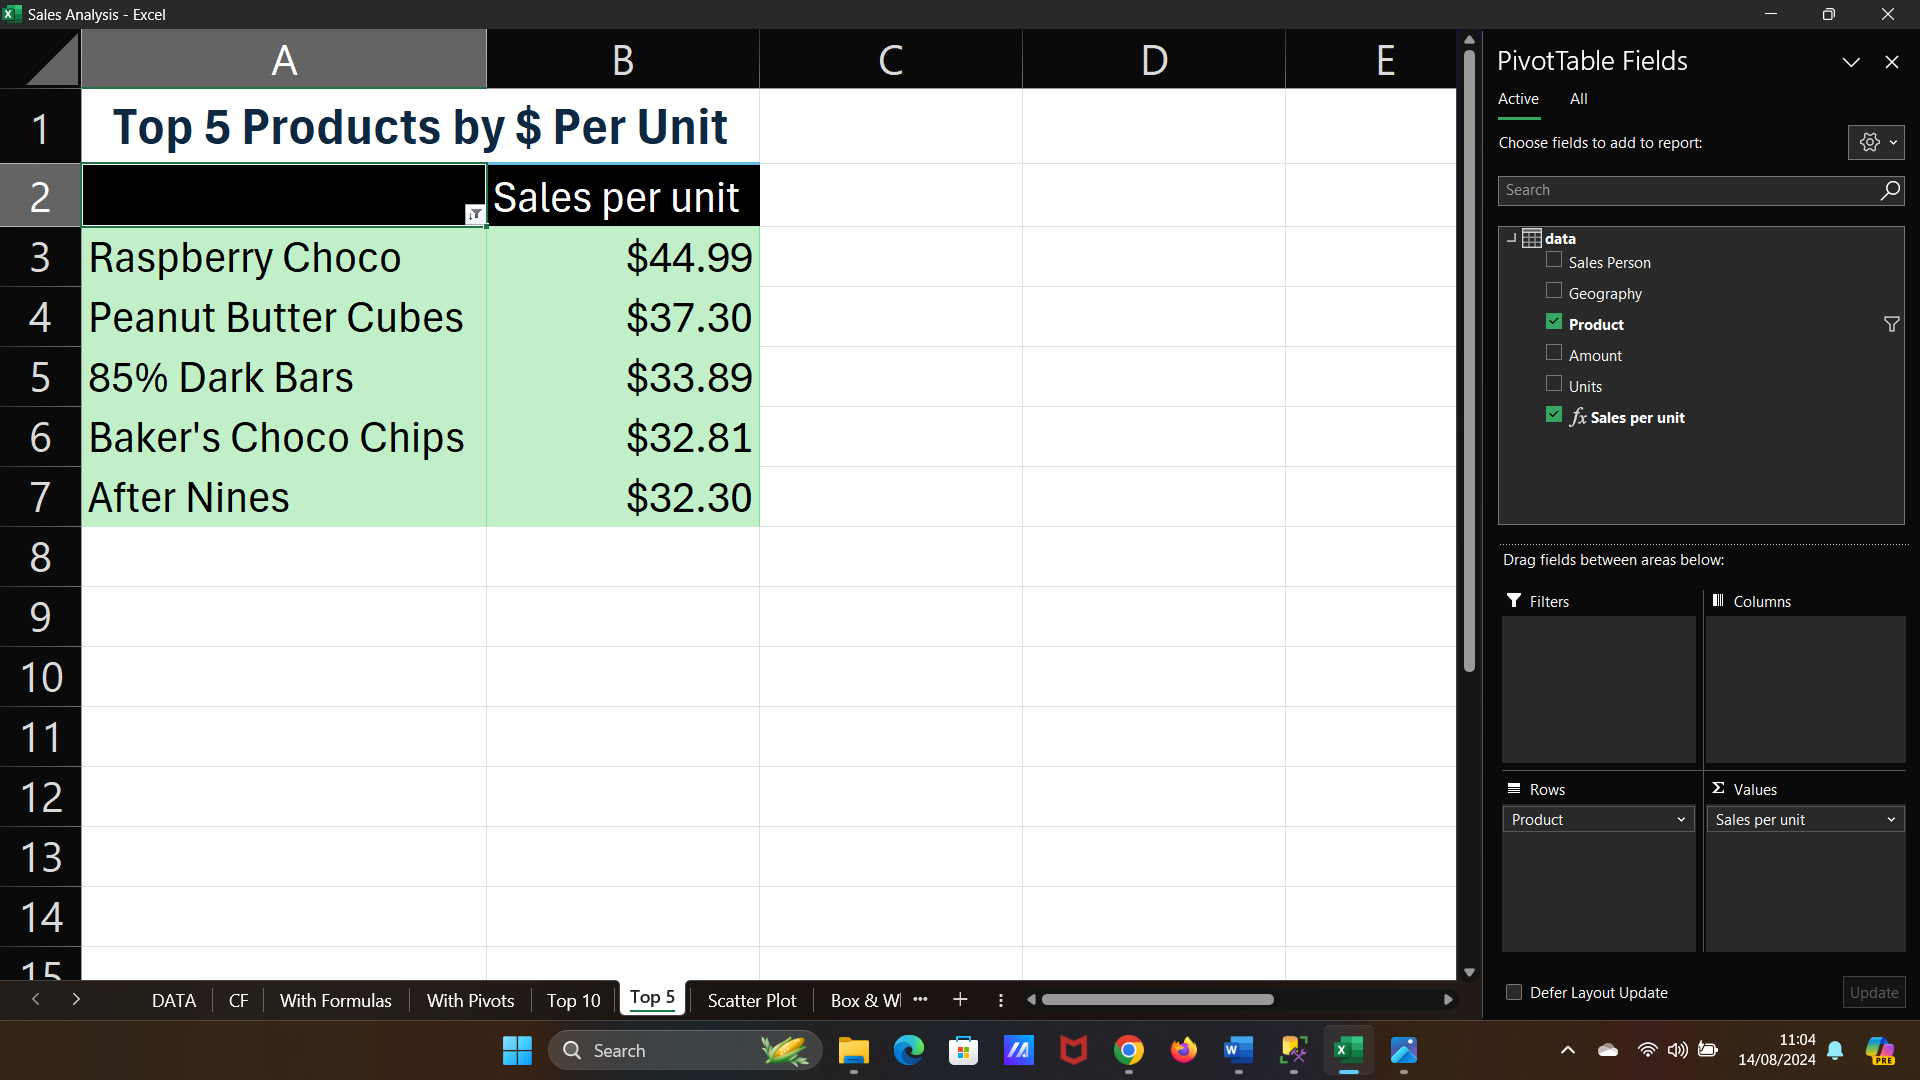 Sales Analysis - Excel
A B C D E
1 Top 5 Products by $ Per Unit
2 Sales per unit
3 Raspberry Choco $44.99
4 Peanut Butter Cubes $37.30
5 85% Dark Bars $33.89
6 Baker's Choco Chips $32.81
7 After Nines $32.30
8
9
10
11
12
13
14
15
DATA CF With Formulas With Pivots Top 10 Top 5 Scatter Plot Box & W ...
PivotTable Fields
Active All
Choose fields to add to report:
Search
data
Sales Person
Geography
Product
Amount
Units
fx Sales per unit
Drag fields between areas below:
Filters
Columns
Rows
Product
Σ Values
Sales per unit
Defer Layout Update
Update
Search
W
X
PRE
11:04
14/08/2024